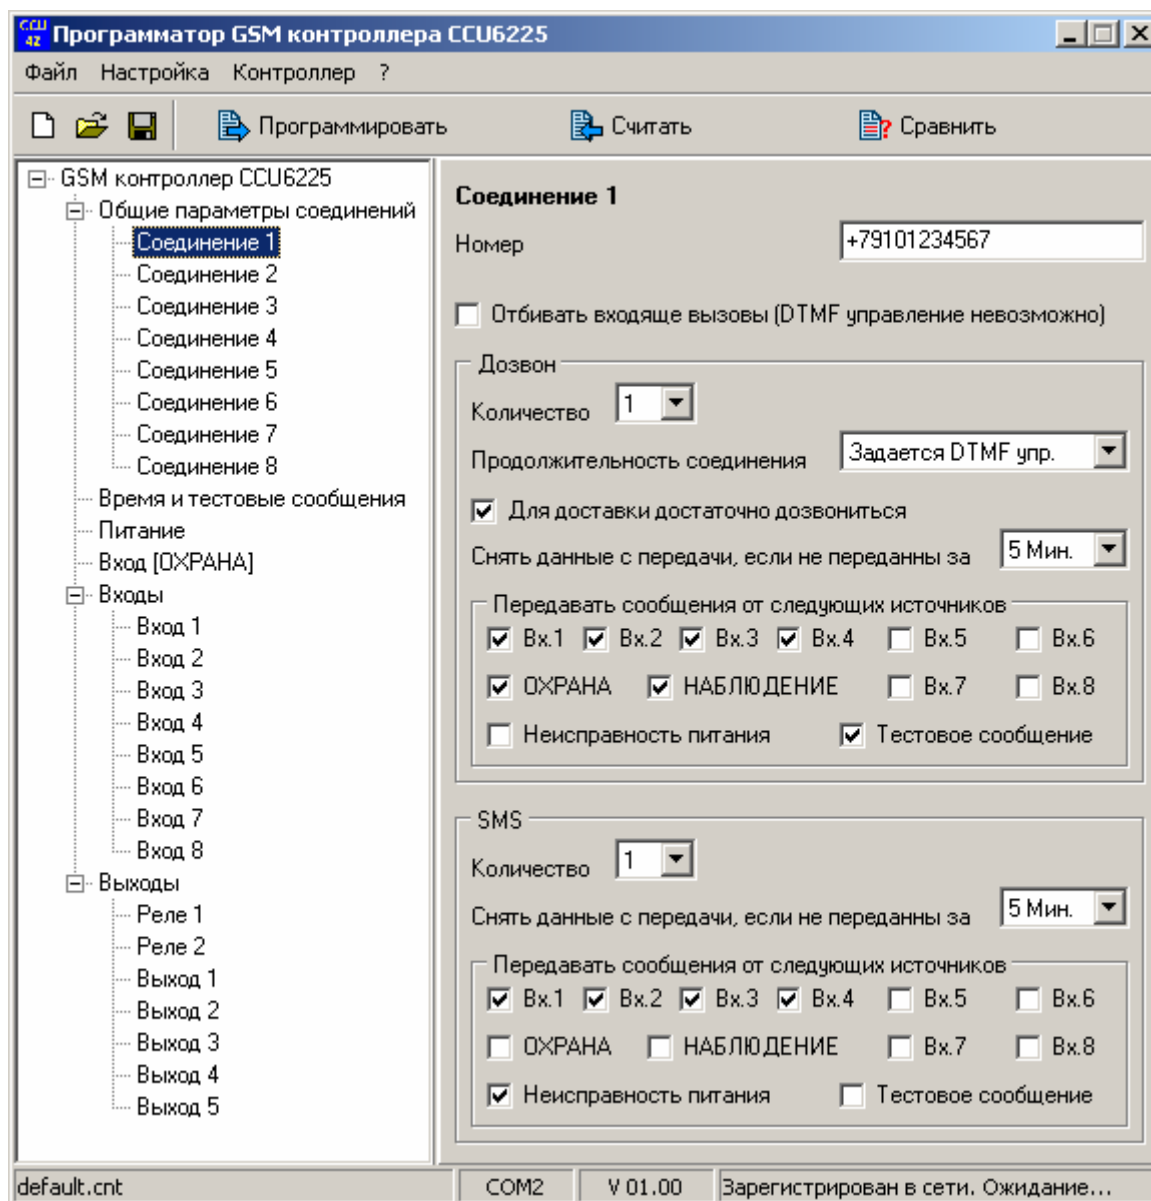 CCU
42
Программатор GSM контроллера CCU6225
Файл Настройка Контроллер ?
Программировать Считать Сравнить
GSM контроллер CCU6225
Общие параметры соединений
Соединение 1
Соединение 2
Соединение 3
Соединение 4
Соединение 5
Соединение 6
Соединение 7
Соединение 8
Время и тестовые сообщения
Питание
Вход [ОХРАНА]
Входы
Вход 1
Вход 2
Вход 3
Вход 4
Вход 5
Вход 6
Вход 7
Вход 8
Выходы
Реле 1
Реле 2
Выход 1
Выход 2
Выход 3
Выход 4
Выход 5
Соединение 1
Номер +79101234567
Отбивать входяще вызовы (DTMF управление невозможно)
Дозвон
Количество 1
Продолжительность соединения Задается DTMF упр.
Для доставки достаточно дозвониться
Снять данные с передачи, если не переданны за 5 Мин.
Передавать сообщения от следующих источников
Вх.1 Вх.2 Вх.3 Вх.4 Вх.5 Вх.6
ОХРАНА НАБЛЮДЕНИЕ Вх.7 Вх.8
Неисправность питания Тестовое сообщение
SMS
Количество 1
Снять данные с передачи, если не переданны за 5 Мин.
Передавать сообщения от следующих источников
Вх.1 Вх.2 Вх.3 Вх.4 Вх.5 Вх.6
ОХРАНА НАБЛЮДЕНИЕ Вх.7 Вх.8
Неисправность питания Тестовое сообщение
default.cnt COM2 V 01.00 Зарегистрирован в сети. Ожидание...